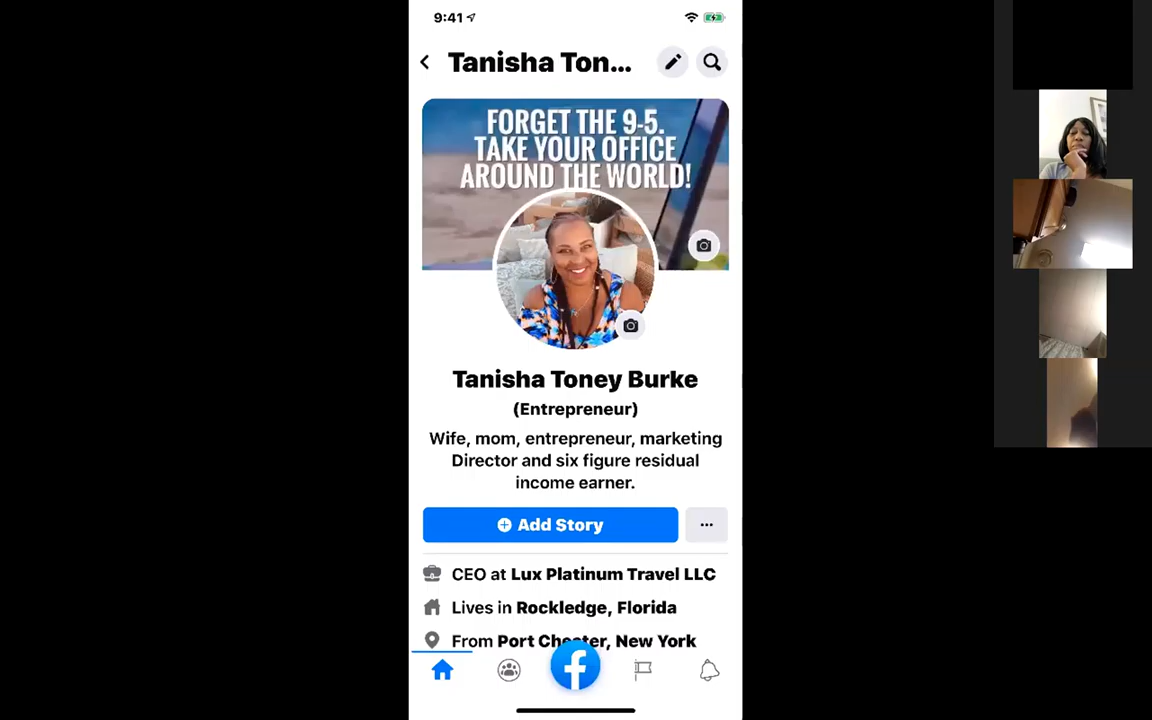 9:41
Tanisha Ton...
FORGET THE 9-5.
TAKE YOUR OFFICE
AROUND THE WORLD!
Tanisha Toney Burke
(Entrepreneur)
Wife, mom, entrepreneur, marketing
Director and six figure residual
income earner.
Add Story
CEO at Lux Platinum Travel LLC
Lives in Rockledge, Florida
From Port Chester, New York